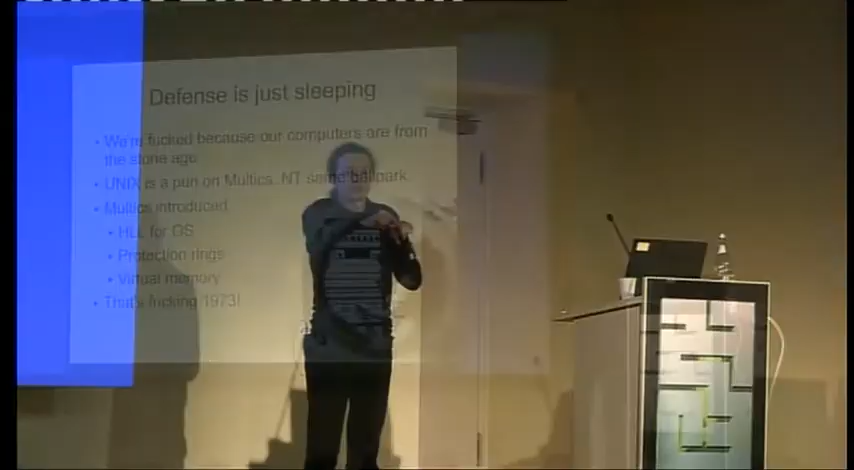 Defense is just sleeping
• We're fucked because our computers are from
the stone age
• UNIX is a pun on Multics. NT same ballpark.
• Multics introduced
• HLL for OS
• Protection rings
• Virtual memory
• That's fucking 1973!